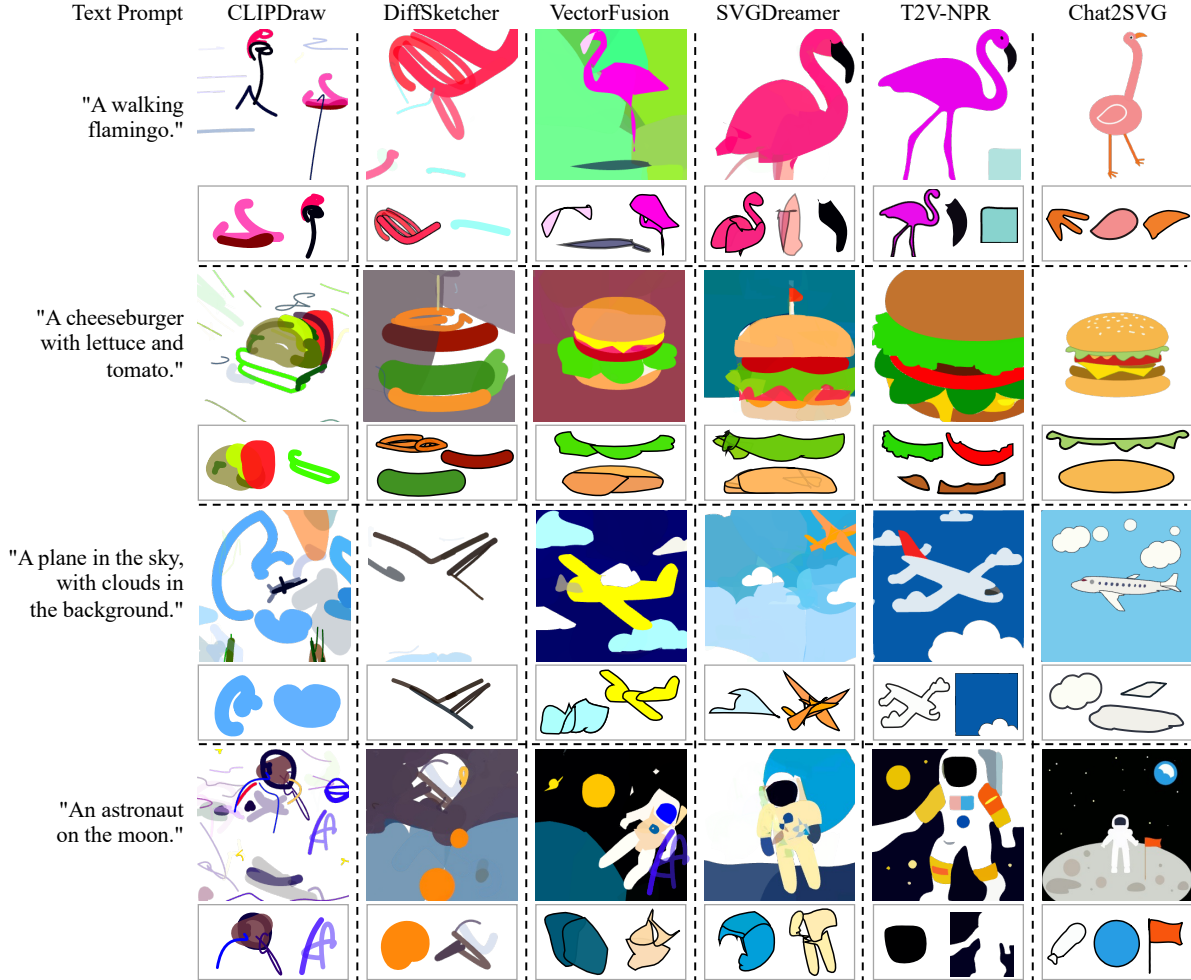 Text Prompt CLIPDraw DiffSketcher VectorFusion SVGDreamer T2V-NPR Chat2SVG
"A walking
flamingo."
"A cheeseburger
with lettuce and
tomato."
"A plane in the sky,
with clouds in
the background."
"An astronaut
on the moon."